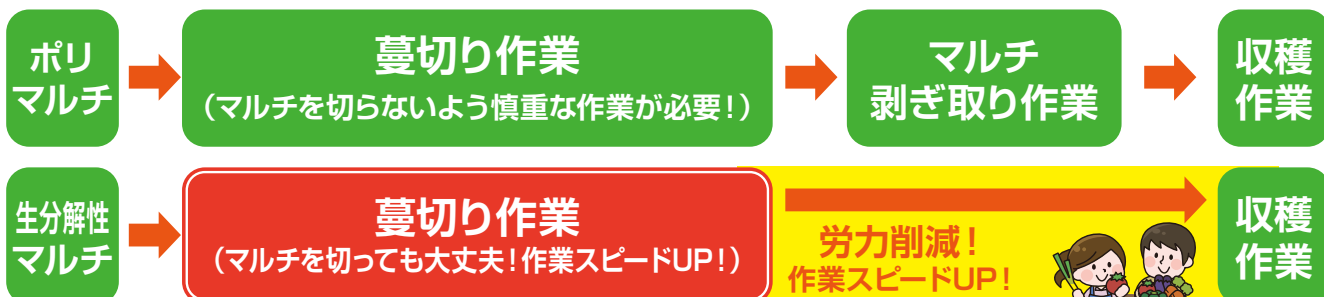 ポリ
マルチ
蔓切り作業
（マルチを切らないよう慎重な作業が必要！）
マルチ
剥ぎ取り作業
収穫
作業
生分解性
マルチ
蔓切り作業
（マルチを切っても大丈夫！作業スピードUP！）
労力削減！
作業スピードUP！
収穫
作業